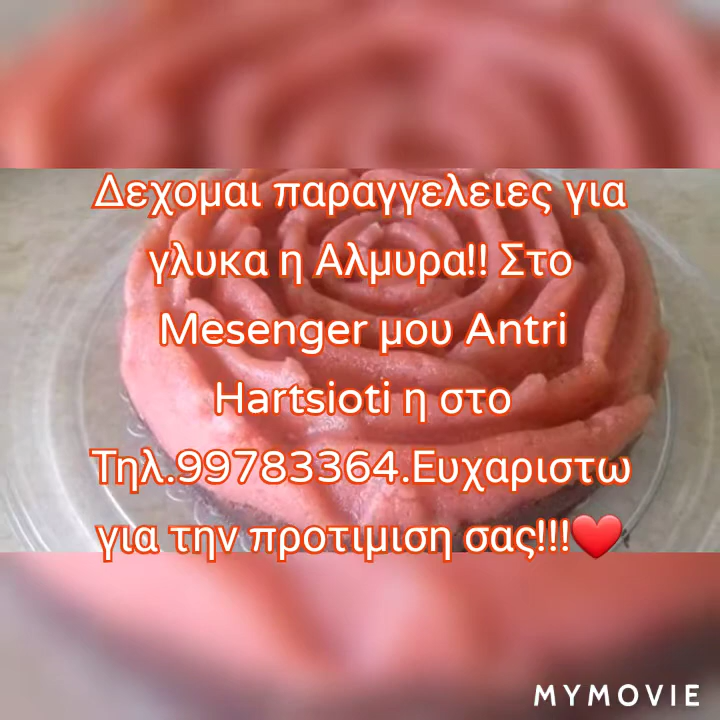 Δεχομαι παραγγελειες για
γλυκα η Αλμυρα!! Στο
Mesenger μου Antri
Hartsioti η στο
Τηλ.99783364.Ευχαριστω
για την προτιμιση σας!!!❤️
MYMOVIE